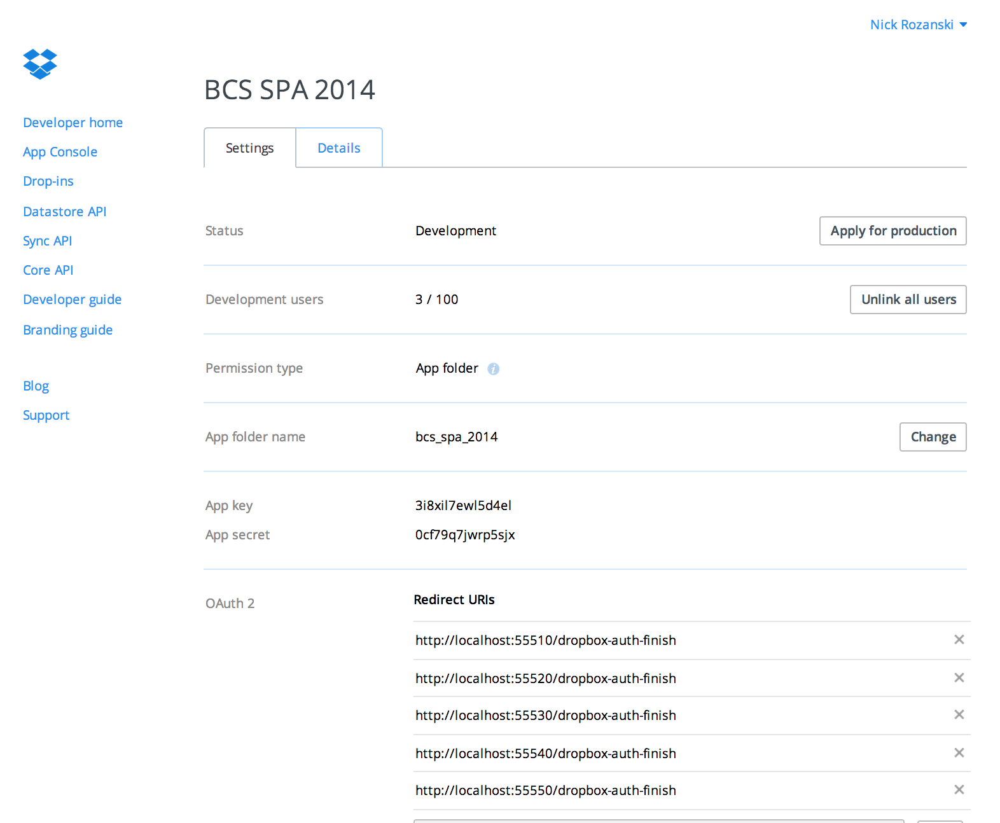 Nick Rozanski
BCS SPA 2014
Developer home
App Console
Drop-ins
Datastore API
Sync API
Core API
Developer guide
Branding guide
Blog
Support
Settings Details
Status Development Apply for production
Development users 3 / 100 Unlink all users
Permission type App folder i
App folder name bcs_spa_2014 Change
App key 3i8xil7ewl5d4el
App secret 0cf79q7jwrp5sjx
OAuth 2 Redirect URIs
http://localhost:55510/dropbox-auth-finish
http://localhost:55520/dropbox-auth-finish
http://localhost:55530/dropbox-auth-finish
http://localhost:55540/dropbox-auth-finish
http://localhost:55550/dropbox-auth-finish